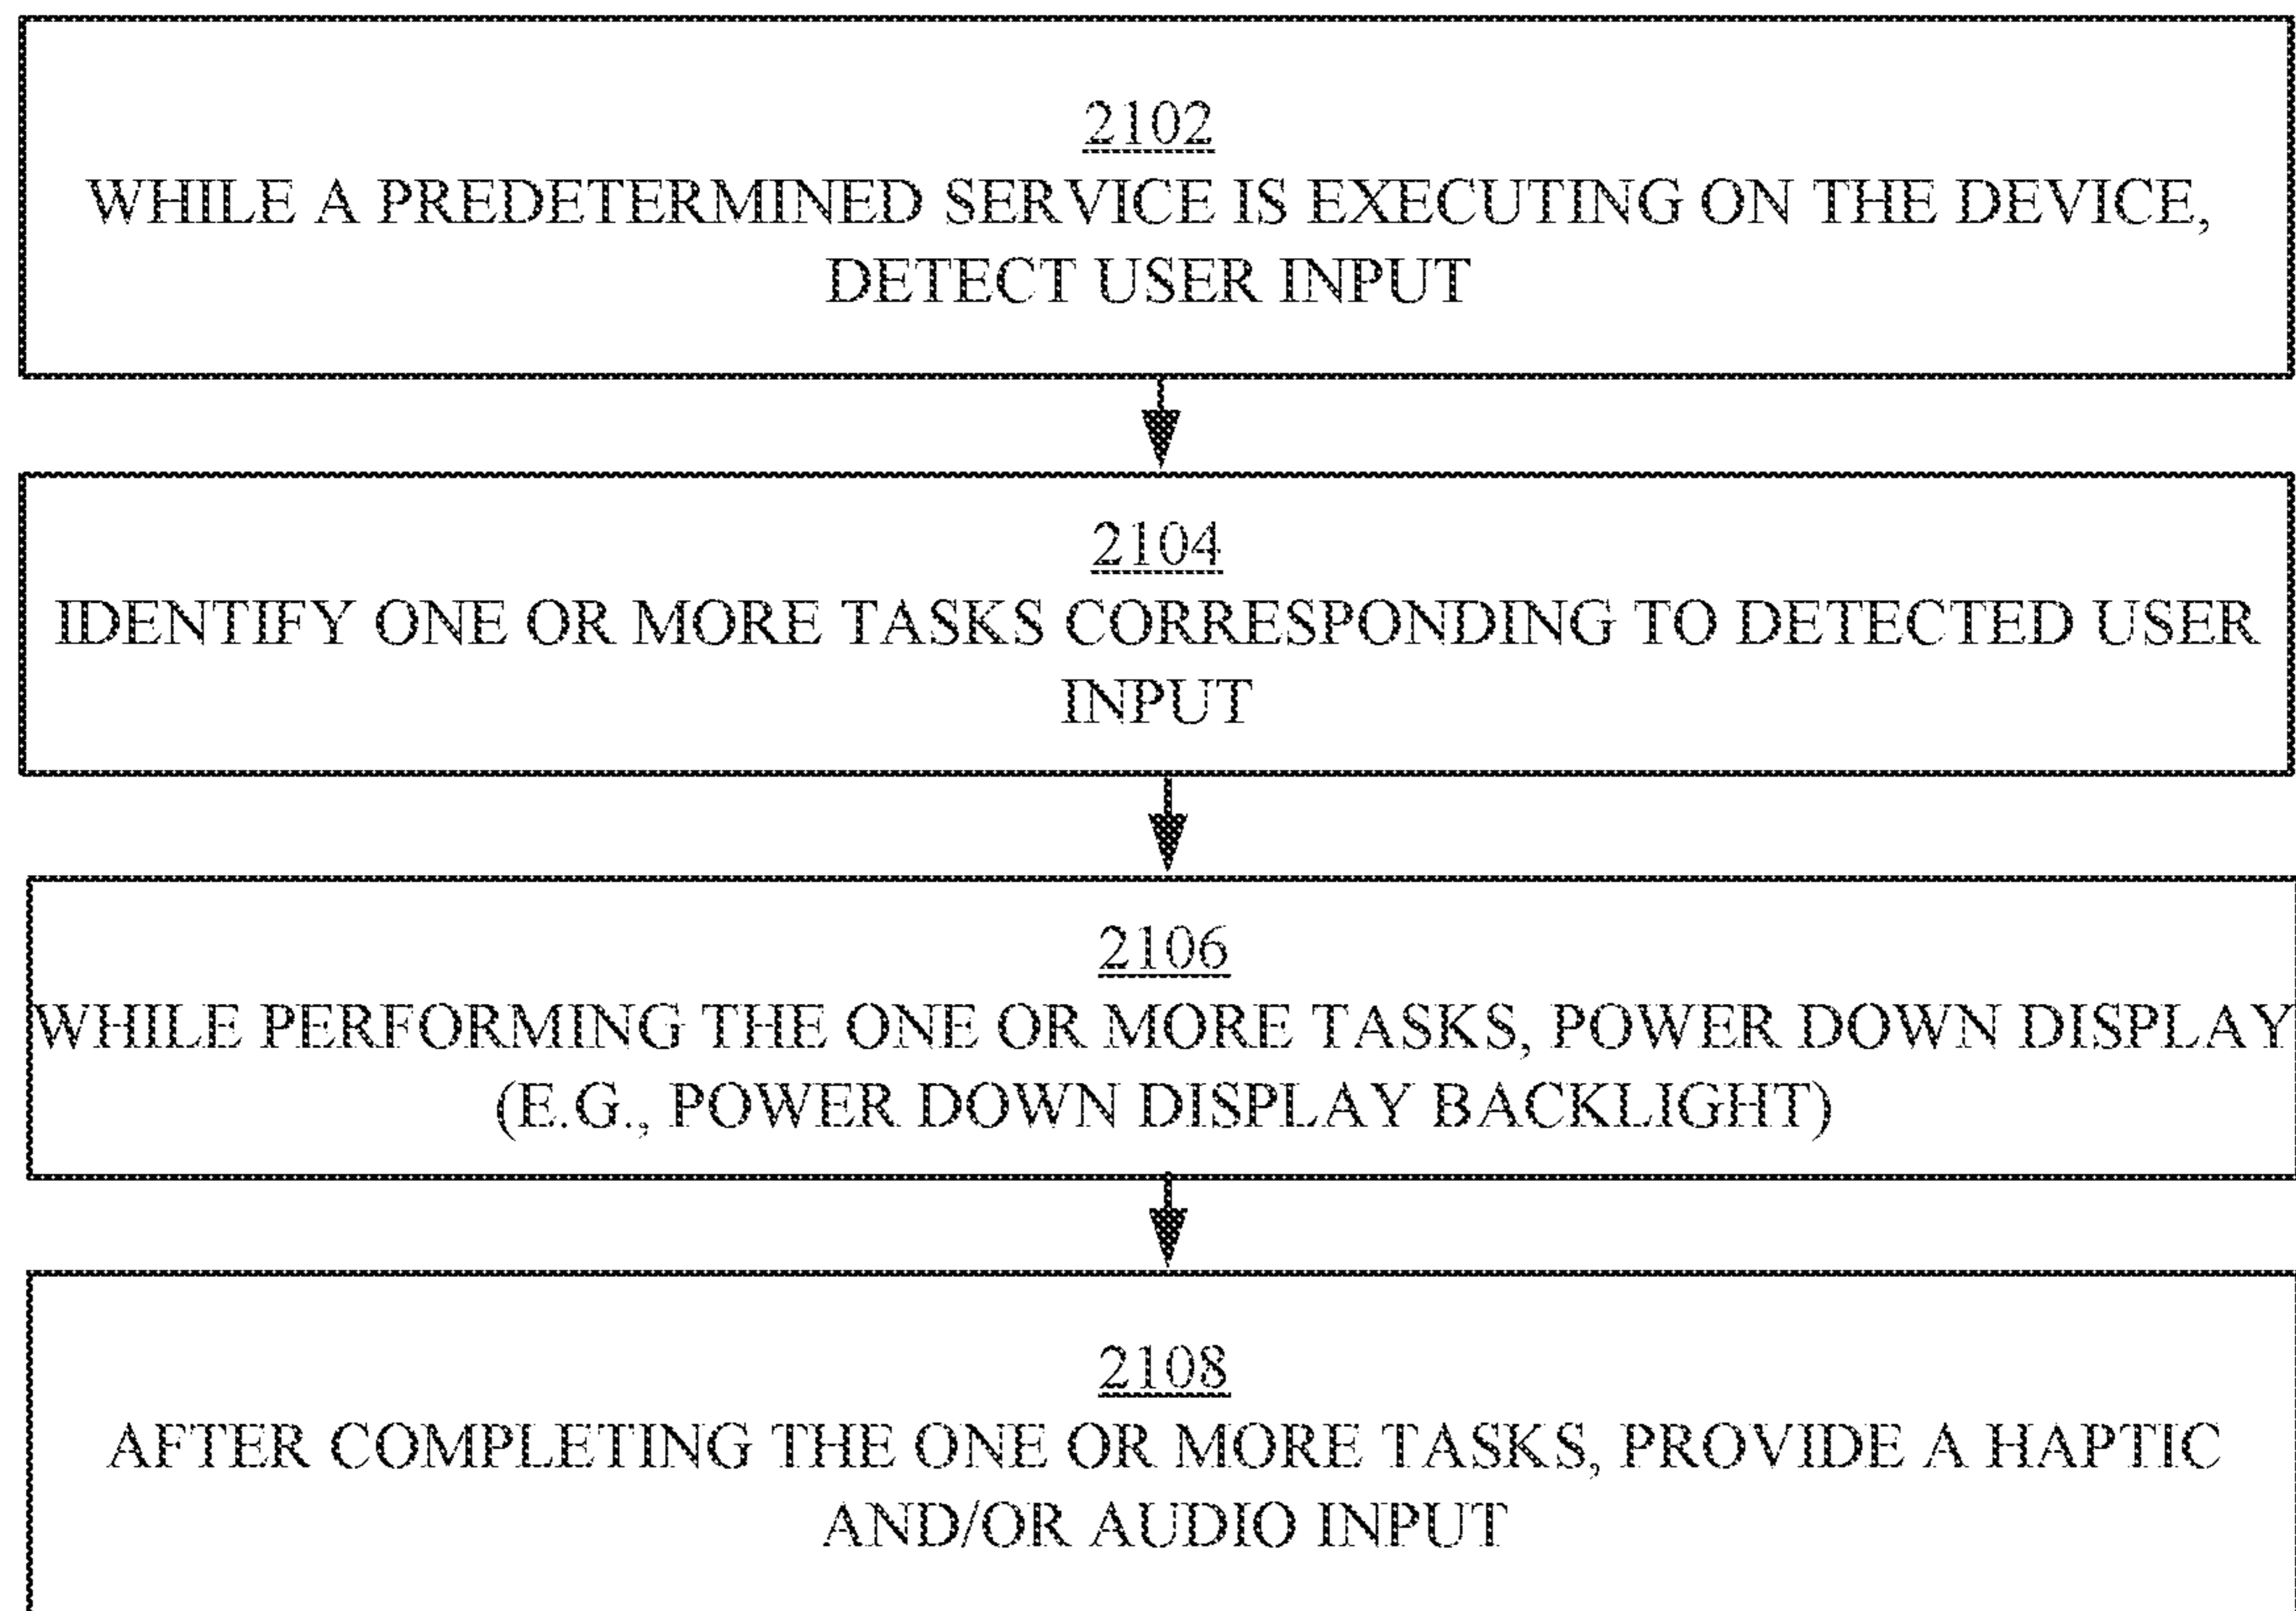 2102
WHILE A PREDETERMINED SERVICE IS EXECUTING ON THE DEVICE,
DETECT USER INPUT
2104
IDENTIFY ONE OR MORE TASKS CORRESPONDING TO DETECTED USER
INPUT
2106
WHILE PERFORMING THE ONE OR MORE TASKS, POWER DOWN DISPLAY
(E.G., POWER DOWN DISPLAY BACKLIGHT)
2108
AFTER COMPLETING THE ONE OR MORE TASKS, PROVIDE A HAPTIC
AND/OR AUDIO INPUT